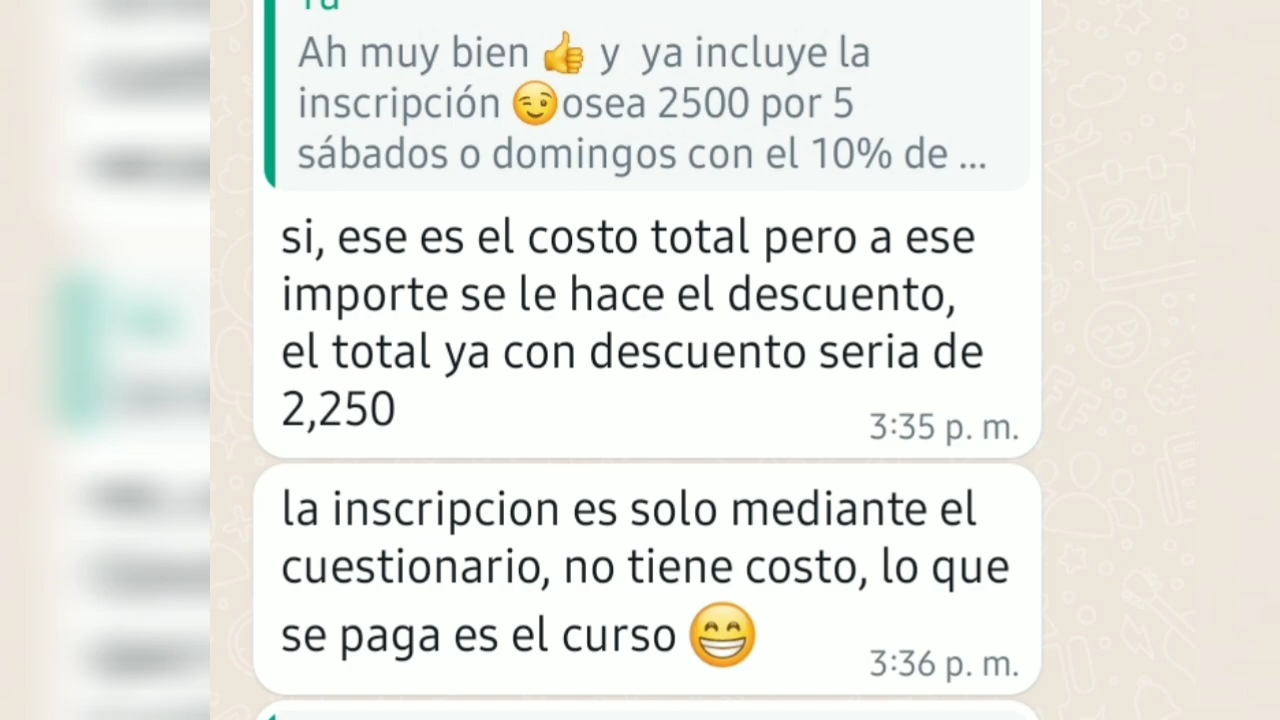 Ah muy bien 👍 y ya incluye la
inscripción 😉osea 2500 por 5
sábados o domingos con el 10% de ...
si, ese es el costo total pero a ese
importe se le hace el descuento,
el total ya con descuento seria de
2,250
3:35 p. m.
la inscripcion es solo mediante el
cuestionario, no tiene costo, lo que
se paga es el curso 😁
3:36 p. m.